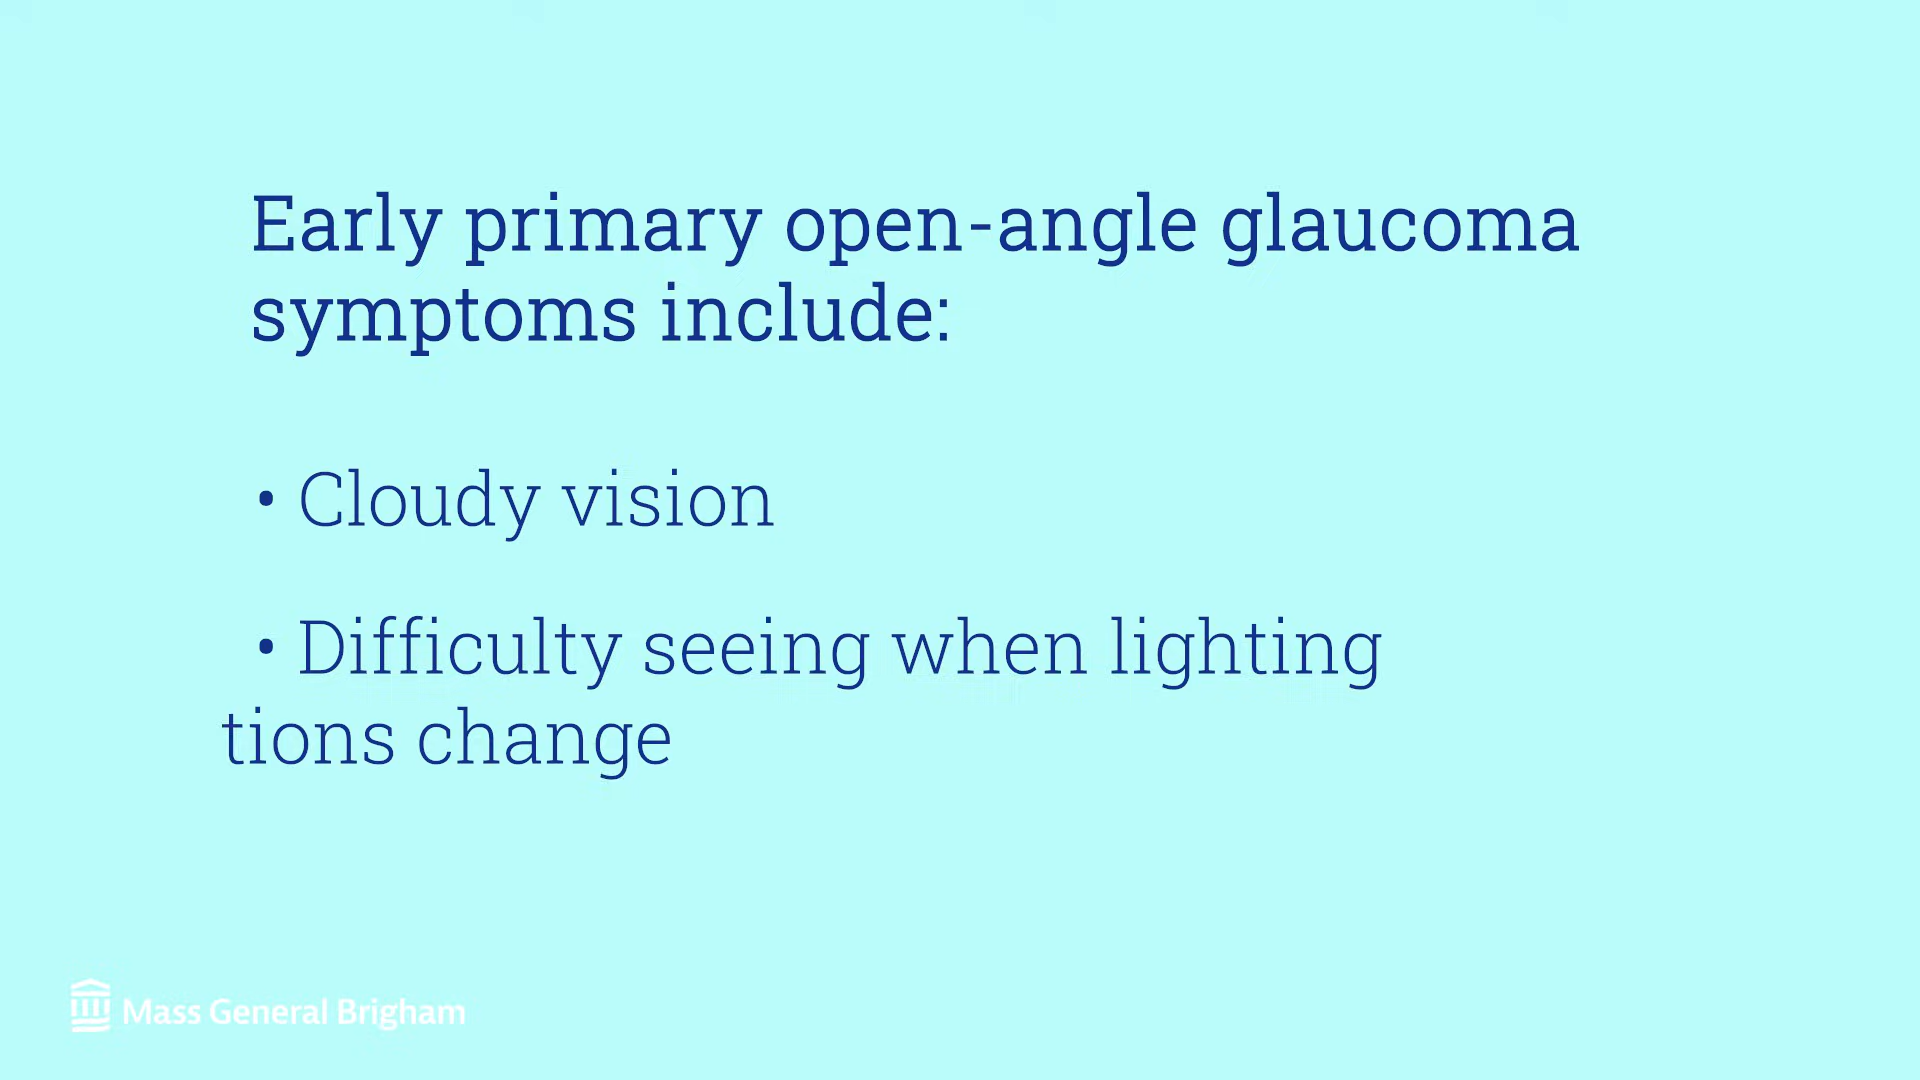 Early primary open-angle glaucoma
symptoms include:
• Cloudy vision
• Difficulty seeing when lighting
tions change
Mass General Brigham